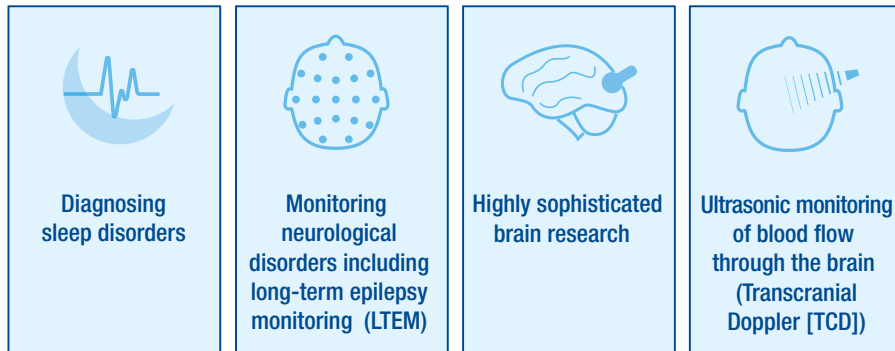 Diagnosing
sleep disorders
Monitoring
neurological
disorders including
long-term epilepsy
monitoring (LTEM)
Highly sophisticated
brain research
Ultrasonic monitoring
of blood flow
through the brain
(Transcranial
Doppler [TCD])